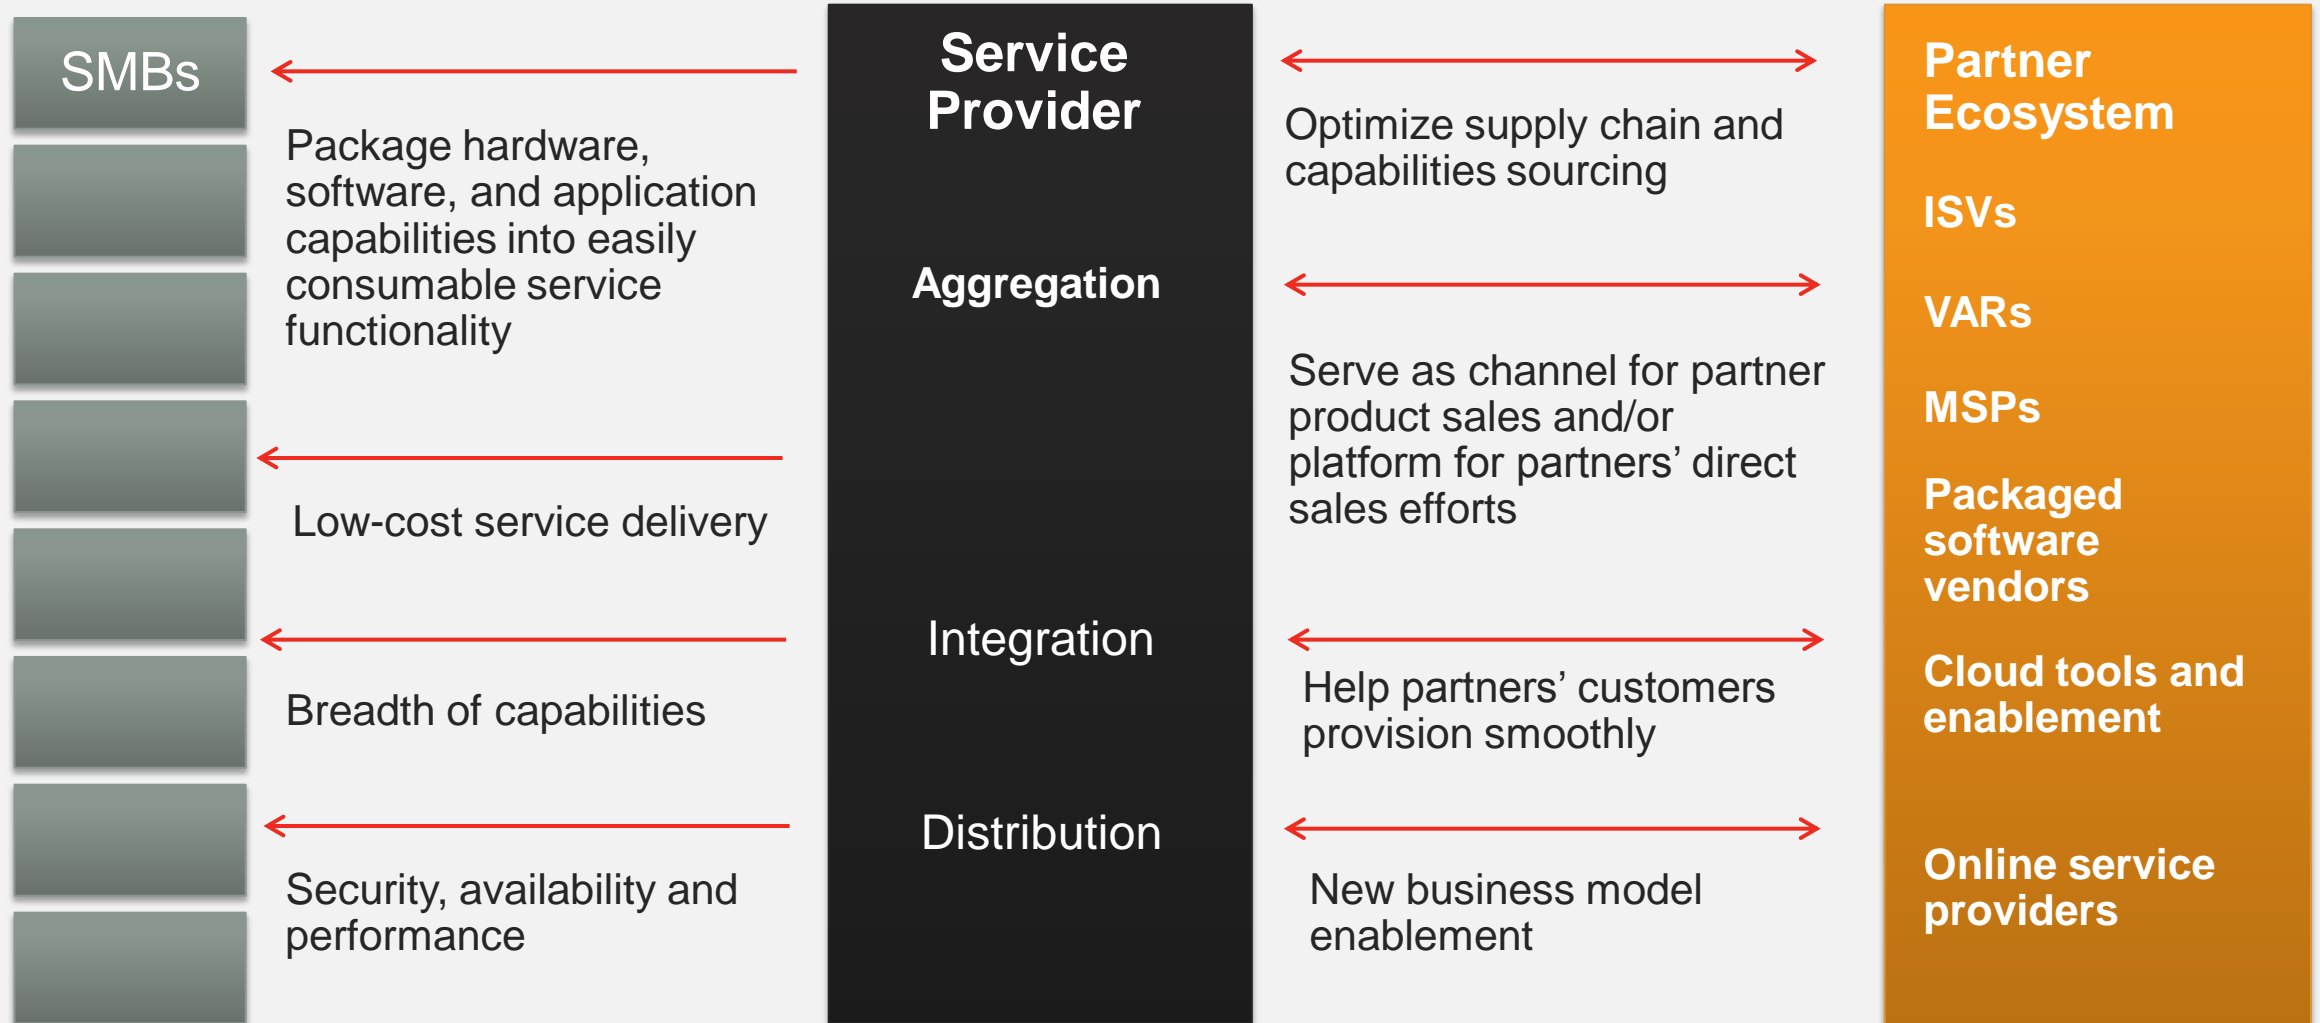 SMBs
Package hardware,
software, and application
capabilities into easily
consumable service
functionality
Low-cost service delivery
Breadth of capabilities
Security, availability and
performance
Service
Provider
Aggregation
Integration
Distribution
Optimize supply chain and
capabilities sourcing
Serve as channel for partner
product sales and/or
platform for partners’ direct
sales efforts
Help partners’ customers
provision smoothly
New business model
enablement
Partner
Ecosystem
ISVs
VARs
MSPs
Packaged
software
vendors
Cloud tools and
enablement
Online service
providers